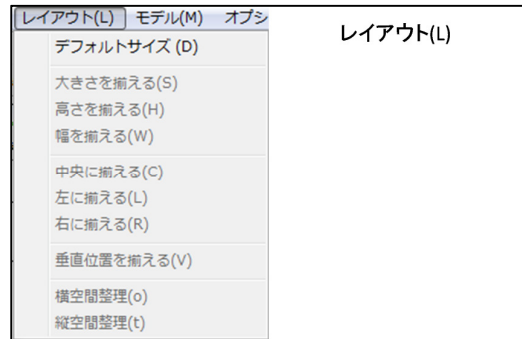 レイアウト(L) モデル(M) オプシ
レイアウト(L)
デフォルトサイズ (D)
大きさを揃える(S)
高さを揃える(H)
幅を揃える(W)
中央に揃える(C)
左に揃える(L)
右に揃える(R)
垂直位置を揃える(V)
横空間整理(o)
縦空間整理(t)